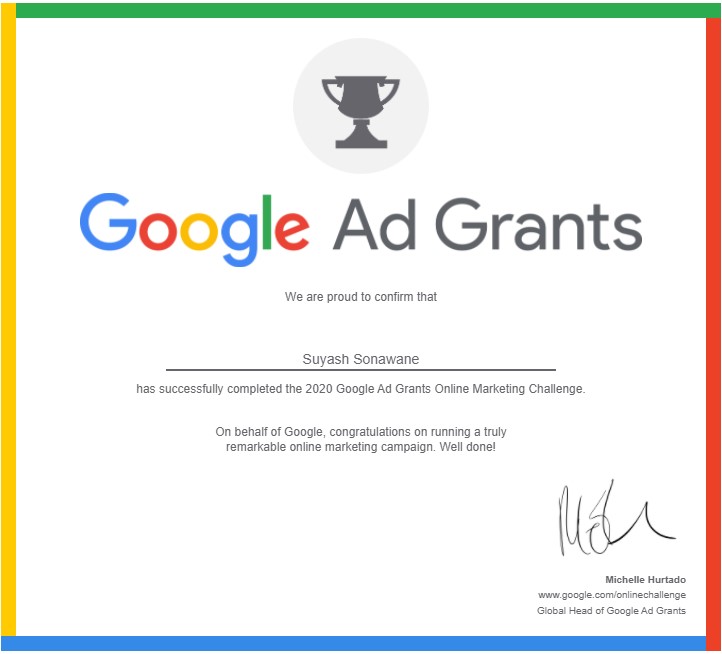 Google Ad Grants
We are proud to confirm that
Suyash Sonawane
has successfully completed the 2020 Google Ad Grants Online Marketing Challenge.
On behalf of Google, congratulations on running a truly
remarkable online marketing campaign. Well done!
Michelle Hurtado
www.google.com/onlinechallenge
Global Head of Google Ad Grants